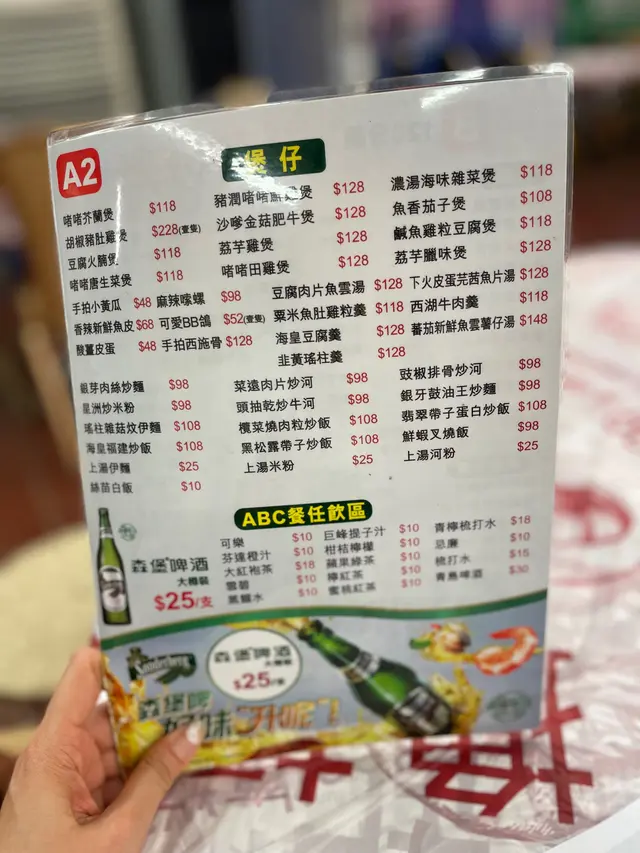 A2
煲仔
啫啫芥蘭煲 $118
胡椒豬肚雞煲 $228(壹隻)
豆腐火腩煲 $118
啫啫唐生菜煲 $118
豬潤啫啫鮮雞煲 $128
沙嗲金菇肥牛煲 $128
荔芋雞煲 $128
啫啫田雞煲 $128
濃湯海味雜菜煲 $118
魚香茄子煲 $108
鹹魚雞粒豆腐煲 $118
荔芋臘味煲 $128
手拍小黃瓜 $48 麻辣嗦螺 $98
香辣新鮮魚皮 $68 可愛BB鴿 $52(壹隻)
酸薑皮蛋 $48 手拍西施骨 $128
豆腐肉片魚雲湯 $128
粟米魚肚雞粒羹 $118
海皇豆腐羹 $128
韭黃瑤柱羹 $128
下火皮蛋芫茜魚片湯 $128
西湖牛肉羹 $118
蕃茄新鮮魚雲薯仔湯 $148
銀芽肉絲炒麵 $98
星洲炒米粉 $98
瑤柱雜菇炆伊麵 $108
海皇福建炒飯 $108
上湯伊麵 $25
絲苗白飯 $10
菜遠肉片炒河 $98
頭抽乾炒牛河 $98
欖菜燒肉粒炒飯 $108
黑松露帶子炒飯 $108
上湯米粉 $25
豉椒排骨炒河 $98
銀牙鼓油王炒麵 $98
翡翠帶子蛋白炒飯 $108
鮮蝦叉燒飯 $98
上湯河粉 $25
ABC餐任飲區
森堡啤酒
大樽裝
$25/支
可樂 $10
芬達橙汁 $10
大紅袍茶 $18
雪碧 $10
黑糖水 $10
巨峰提子汁 $10
柑桔檸檬 $10
蘋果綠茶 $10
檸紅茶 $10
蜜桃紅茶 $10
青檸梳打水 $18
忌廉 $10
梳打水 $15
青島啤酒 $30
森堡啤酒
大樽裝
$25/支
森堡啤
好味 升呢'!